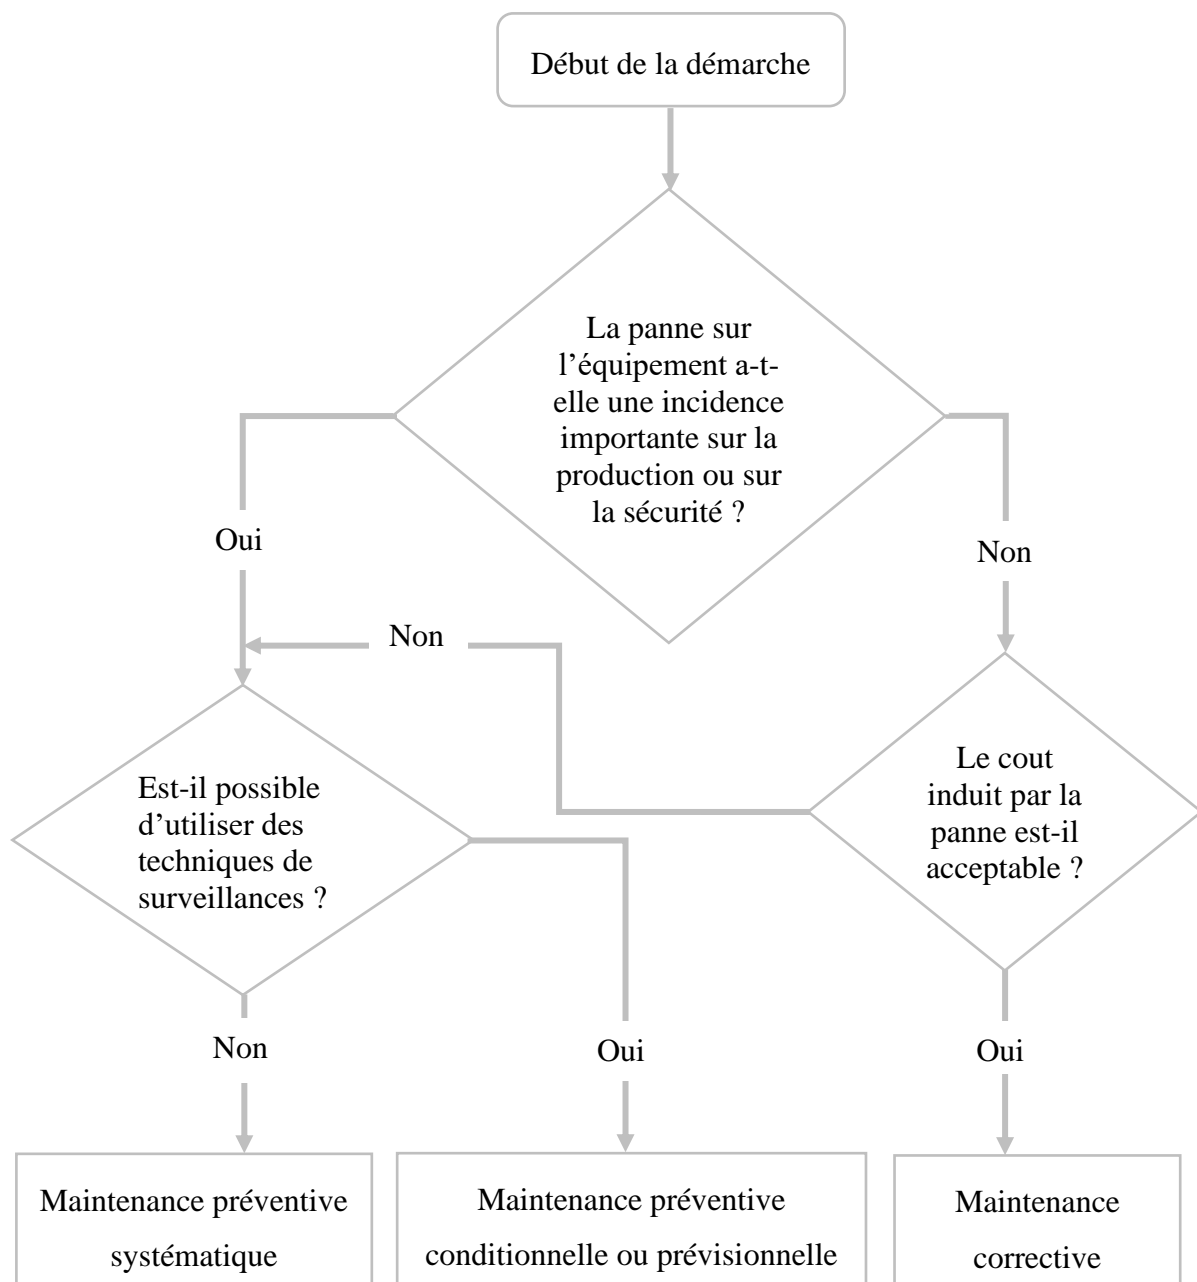 Début de la démarche
La panne sur
l’équipement a-t-
elle une incidence
importante sur la
production ou sur
la sécurité ?
Oui
Non
Non
Est-il possible
d’utiliser des
techniques de
surveillances ?
Le cout
induit par la
panne est-il
acceptable ?
Non
Oui
Oui
Maintenance préventive
systématique
Maintenance préventive
conditionnelle ou prévisionnelle
Maintenance
corrective